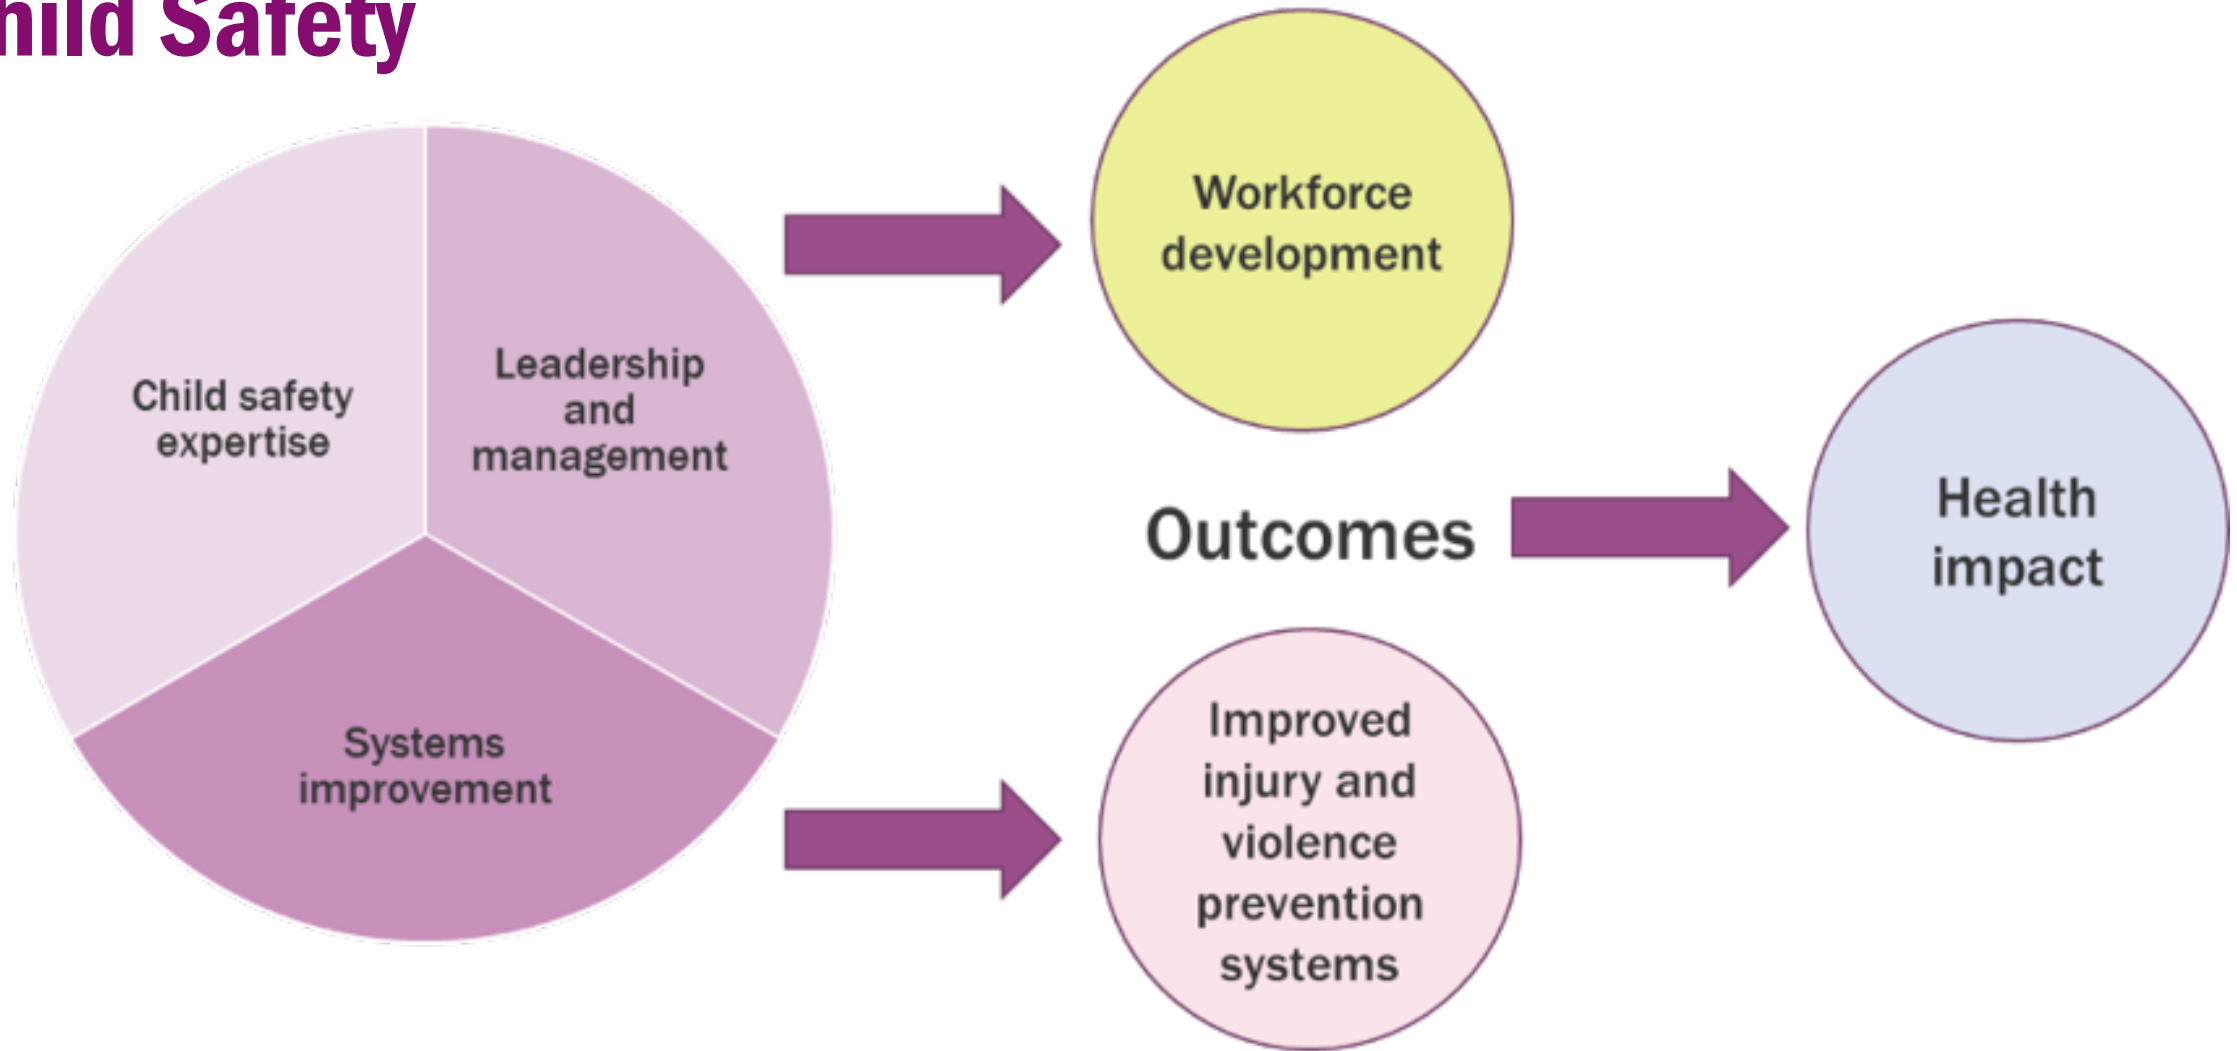 hild Safety
Child safety
expertise
Leadership
and
management
Systems
improvement
Workforce
development
Outcomes
Improved
injury and
violence
prevention
systems
Health
impact